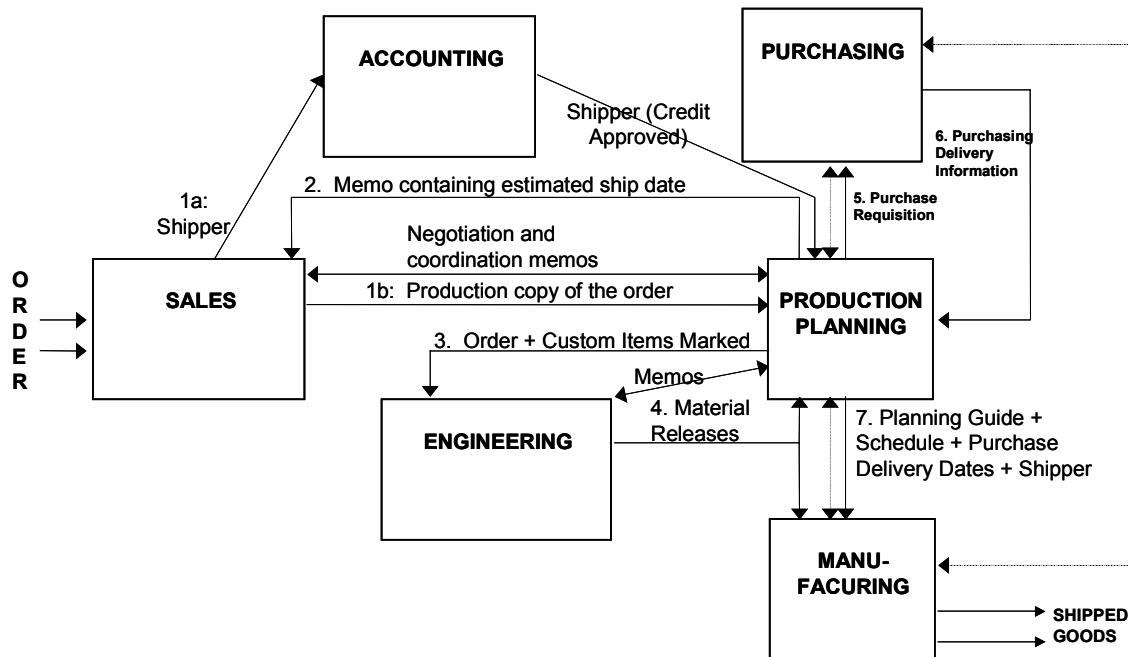 ACCOUNTING
PURCHASING
Shipper (Credit
Approved)
6. Purchasing
Delivery
Information
1a:
Shipper
2. Memo containing estimated ship date
5. Purchase
Requisition
Negotiation and
coordination memos
O
R
D
E
R
SALES
1b: Production copy of the order
PRODUCTION
PLANNING
3. Order + Custom Items Marked
Memos
4. Material
Releases
ENGINEERING
7. Planning Guide +
Schedule + Purchase
Delivery Dates + Shipper
MANU-
FACURING
SHIPPED
GOODS